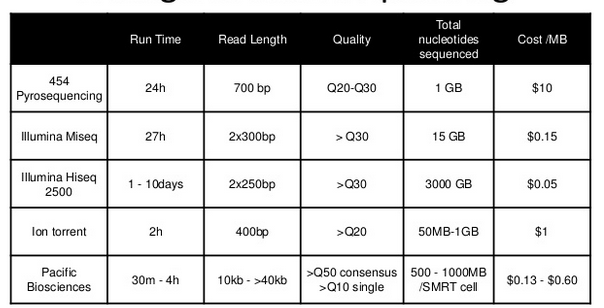 Run Time Read Length Quality Total nucleotides sequenced Cost /MB
454 Pyrosequencing 24h 700 bp Q20-Q30 1 GB $10
Illumina Miseq 27h 2x300bp > Q30 15 GB $0.15
Illumina Hiseq 2500 1 - 10days 2x250bp >Q30 3000 GB $0.05
Ion torrent 2h 400bp >Q20 50MB-1GB $1
Pacific Biosciences 30m - 4h 10kb - >40kb >Q50 consensus >Q10 single 500 - 1000MB /SMRT cell $0.13 - $0.60